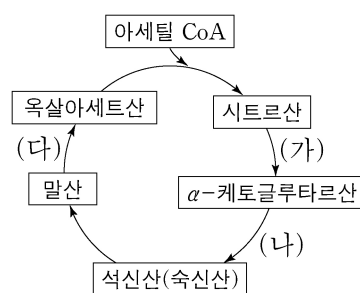 아세틸 CoA
옥살아세트산
시트르산
(다)
(가)
말산
α-케토글루타르산
(나)
석신산(숙신산)